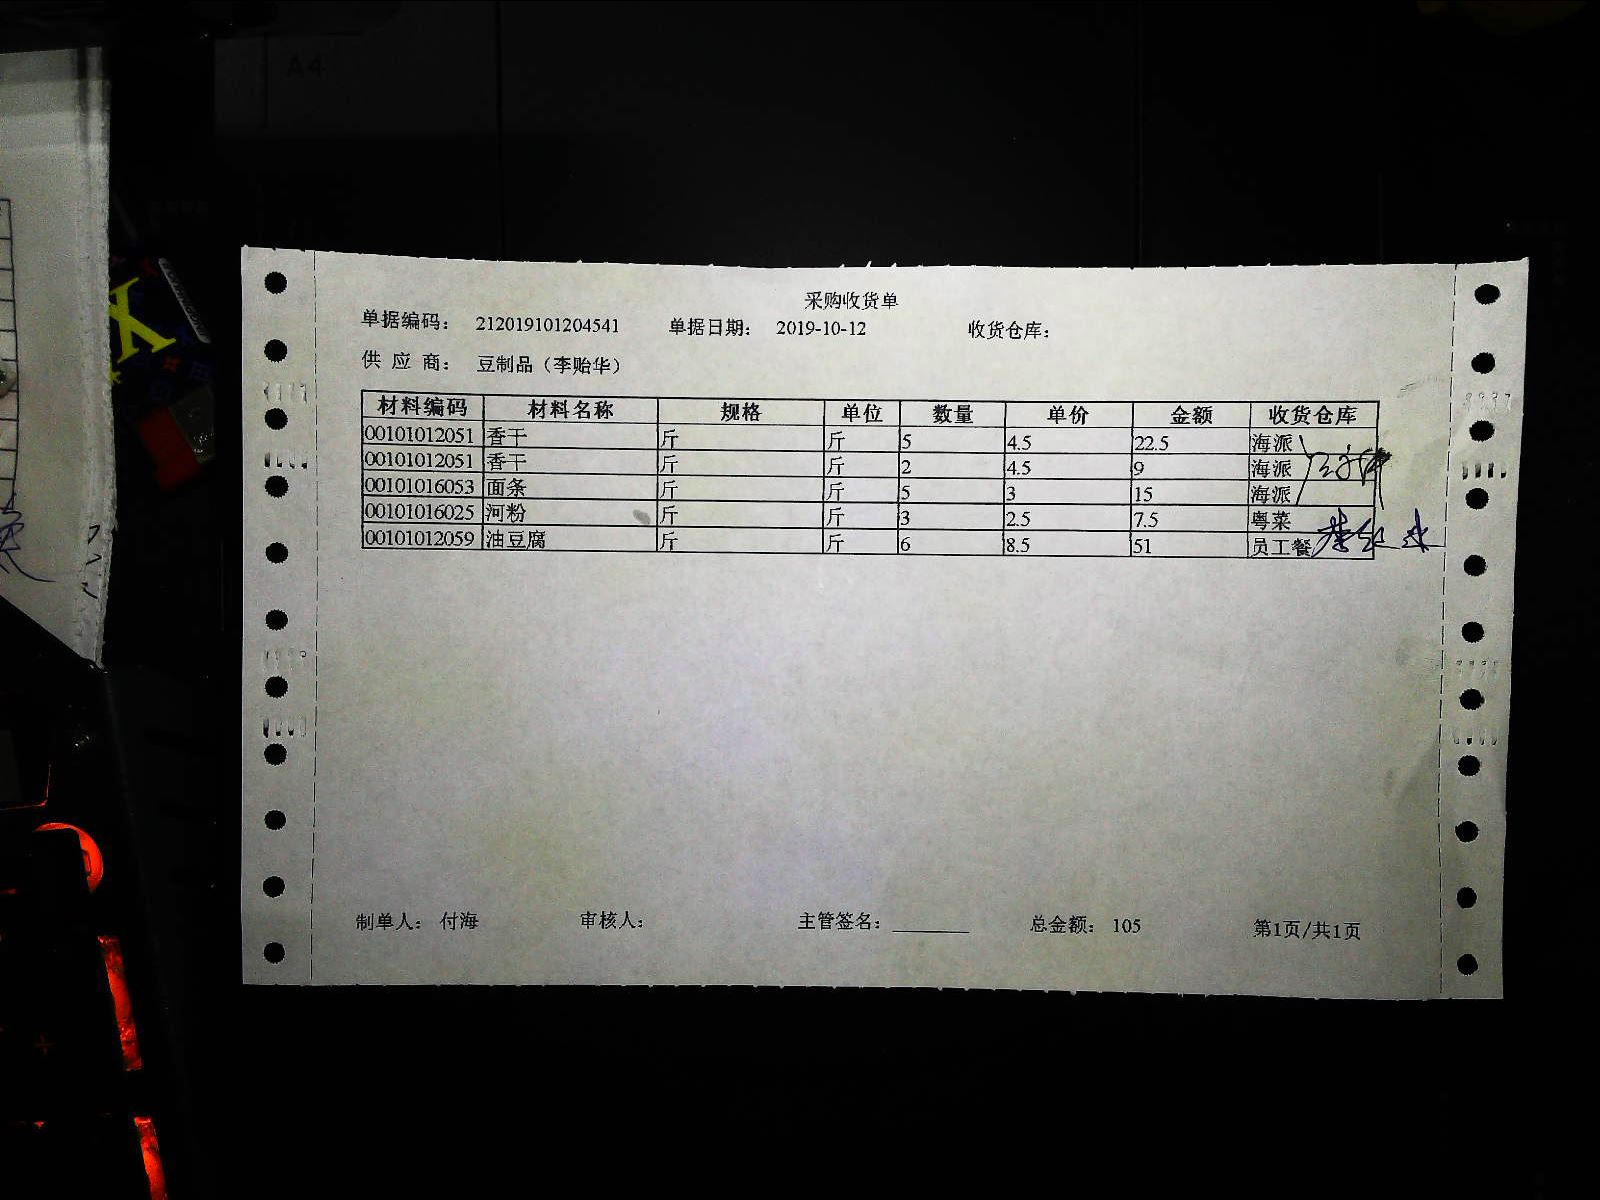 A4
X
采购收货单
单据编码： 212019101204541 单据日期： 2019-10-12 收货仓库：
供 应 商： 豆制品（李贻华）
材料编码 材料名称 规格 单位 数量 单价 金额 收货仓库
00101012051 香干 斤 斤 5 4.5 22.5 海派
00101012051 香干 斤 斤 2 4.5 9 海派
00101016053 面条 斤 斤 5 3 15 海派
00101016025 河粉 斤 斤 3 2.5 7.5 粤菜
00101012059 油豆腐 斤 斤 6 8.5 51 员工餐
制单人： 付海 审核人： 主管签名： 总金额： 105 第1页/共1页